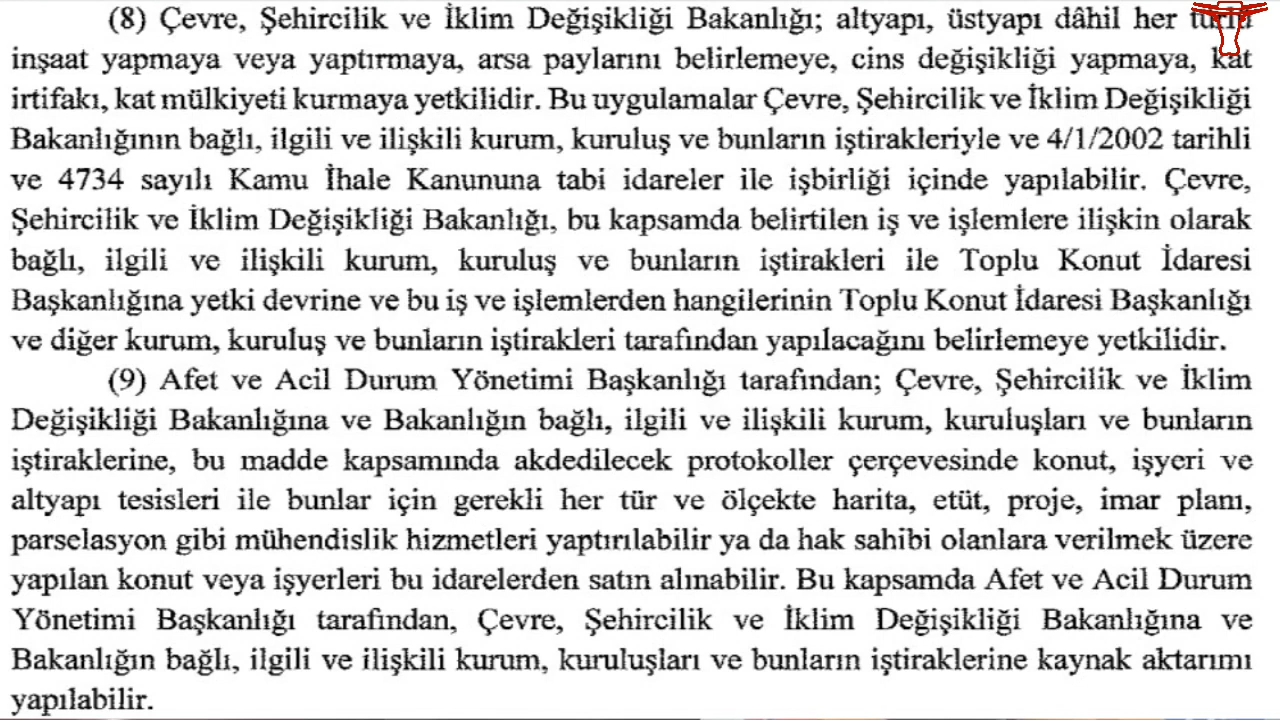 (8) Çevre, Şehircilik ve İklim Değişikliği Bakanlığı; altyapı, üstyapı dâhil her türlü
inşaat yapmaya veya yaptırmaya, arsa paylarını belirlemeye, cins değişikliği yapmaya, kat
irtifakı, kat mülkiyeti kurmaya yetkilidir. Bu uygulamalar Çevre, Şehircilik ve İklim Değişikliği
Bakanlığının bağlı, ilgili ve ilişkili kurum, kuruluş ve bunların iştirakleriyle ve 4/1/2002 tarihli
ve 4734 sayılı Kamu İhale Kanununa tabi idareler ile işbirliği içinde yapılabilir. Çevre,
Şehircilik ve İklim Değişikliği Bakanlığı, bu kapsamda belirtilen iş ve işlemlere ilişkin olarak
bağlı, ilgili ve ilişkili kurum, kuruluş ve bunların iştirakleri ile Toplu Konut İdaresi
Başkanlığına yetki devrine ve bu iş ve işlemlerden hangilerinin Toplu Konut İdaresi Başkanlığı
ve diğer kurum, kuruluş ve bunların iştirakleri tarafından yapılacağını belirlemeye yetkilidir.
(9) Afet ve Acil Durum Yönetimi Başkanlığı tarafından; Çevre, Şehircilik ve İklim
Değişikliği Bakanlığına ve Bakanlığın bağlı, ilgili ve ilişkili kurum, kuruluşları ve bunların
iştiraklerine, bu madde kapsamında akdedilecek protokoller çerçevesinde konut, işyeri ve
altyapı tesisleri ile bunlar için gerekli her tür ve ölçekte harita, etüt, proje, imar planı,
parselasyon gibi mühendislik hizmetleri yaptırılabilir ya da hak sahibi olanlara verilmek üzere
yapılan konut veya işyerleri bu idarelerden satın alınabilir. Bu kapsamda Afet ve Acil Durum
Yönetimi Başkanlığı tarafından, Çevre, Şehircilik ve İklim Değişikliği Bakanlığına ve
Bakanlığın bağlı, ilgili ve ilişkili kurum, kuruluşları ve bunların iştiraklerine kaynak aktarımı
yapılabilir.